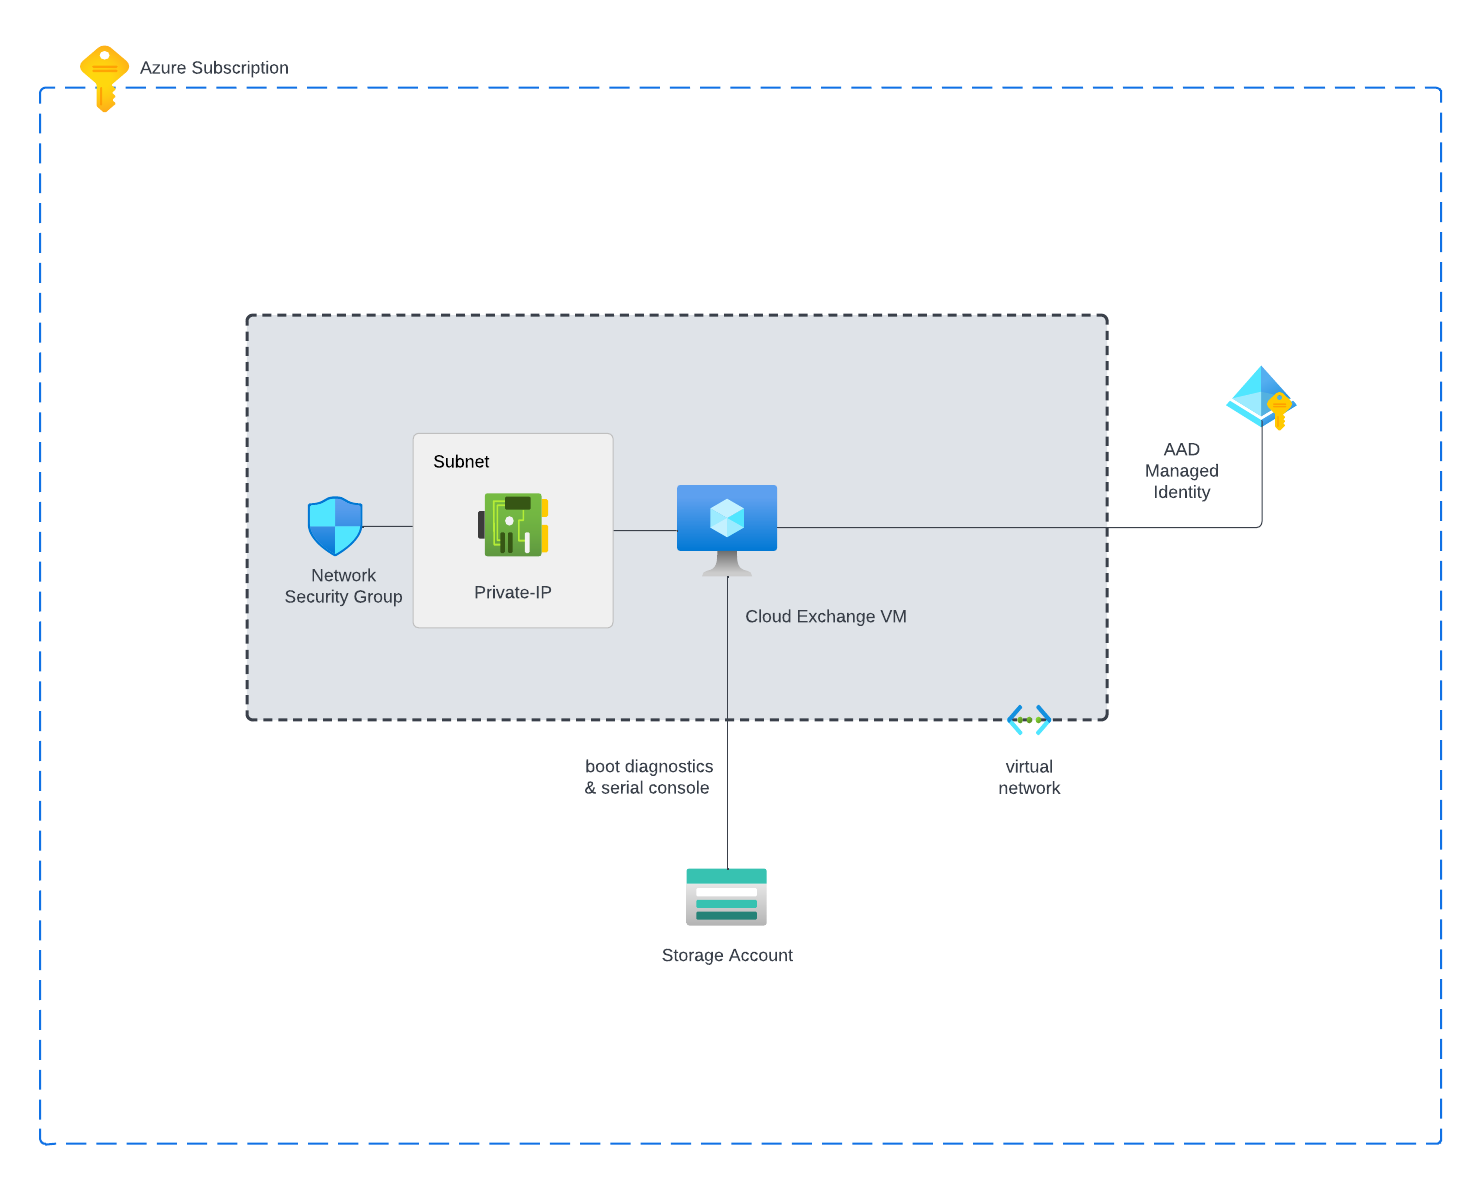 Azure Subscription
AAD
Managed
Identity
Subnet
Network
Security Group
Private-IP
Cloud Exchange VM
boot diagnostics
& serial console
virtual
network
Storage Account